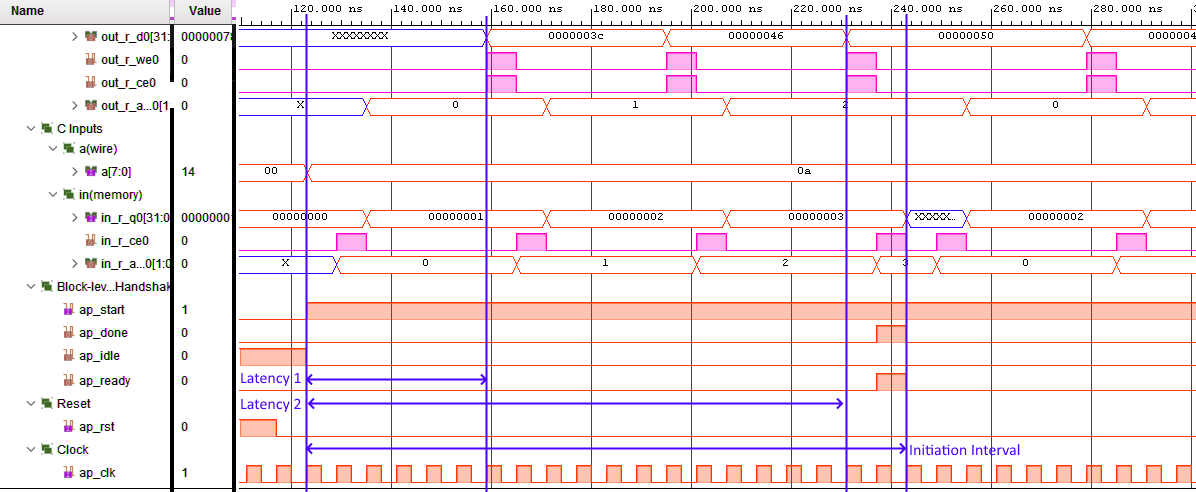 Name Value 120.000 ns 140.000 ns 160.000 ns 180.000 ns 200.000 ns 220.000 ns 240.000 ns 260.000 ns 280.000 ns
out_r_d0[31: 00000078 XXXXXXXX 0000003c 00000046 00000050 0000004
out_r_we0 0
out_r_ce0 0
out_r_a...0[1 0 X 0 1 2 0
C Inputs
a(wire)
a[7:0] 14 00 0a
in(memory)
in_r_q0[31:0 00000001 00000000 00000001 00000002 00000003 XXXXX... 00000002
in_r_ce0 0
in_r_a...0[1:0 0 X 0 1 2 3 0
Block-lev...Handshak
ap_start 1
ap_done 0
ap_idle 0
ap_ready 0
Latency 1
Reset
Latency 2
ap_rst 0
Clock
Initiation Interval
ap_clk 1